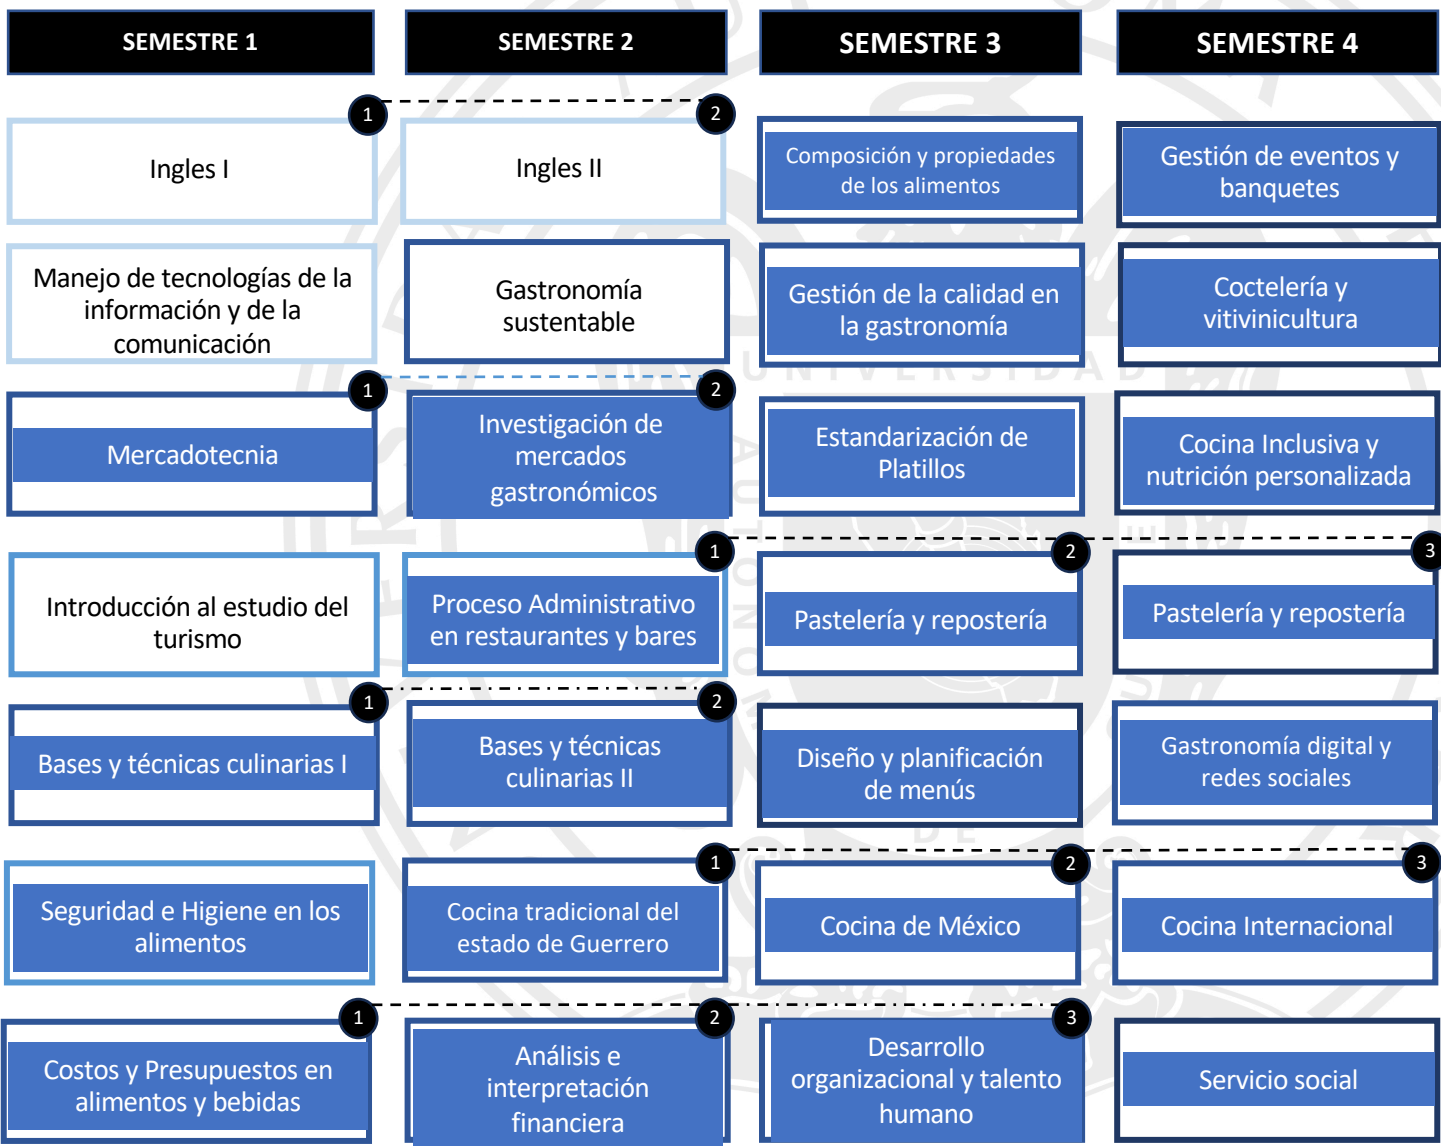 SEMESTRE 1
SEMESTRE 2
SEMESTRE 3
SEMESTRE 4
1
2
Ingles I
Ingles II
Composición y propiedades
de los alimentos
Gestión de eventos y
banquetes
Manejo de tecnologías de la
información y de la
comunicación
Gastronomía
sustentable
Gestión de la calidad en
la gastronomía
Coctelería y
vitivinicultura
UNIVERSIDAD
1
2
Mercadotecnia
Investigación de
mercados
gastronómicos
Estandarización de
Platillos
Cocina Inclusiva y
nutrición personalizada
1
2
3
Introducción al estudio del
turismo
Proceso Administrativo
en restaurantes y bares
Pastelería y repostería
Pastelería y repostería
1
2
Bases y técnicas culinarias I
Bases y técnicas
culinarias II
Diseño y planificación
de menús
Gastronomía digital y
redes sociales
DE
1
2
3
Seguridad e Higiene en los
alimentos
Cocina tradicional del
estado de Guerrero
Cocina de México
Cocina Internacional
1
2
3
Costos y Presupuestos en
alimentos y bebidas
Análisis e
interpretación
financiera
Desarrollo
organizacional y talento
humano
Servicio social